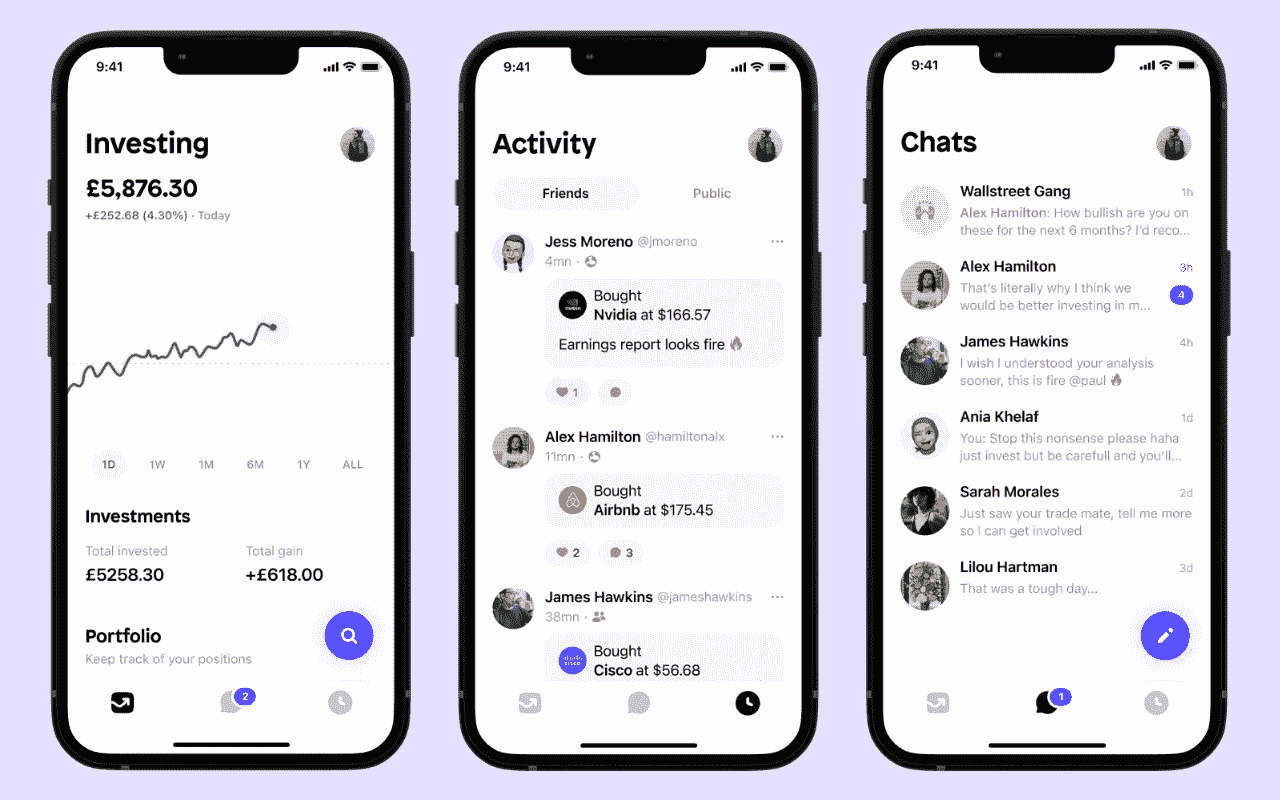 9:41
Investing
£5,876.30
+£252.68 (4.30%) · Today
1D 1W 1M 6M 1Y ALL
Investments
Total invested Total gain
£5258.30 +£618.00
Portfolio
Keep track of your positions
2
9:41
Activity
Friends Public
Jess Moreno @jmoreno
4mn ·
Bought
Nvidia at $166.57
NVIDIA
Earnings report looks fire 🔥
1
Alex Hamilton @hamiltonalx
11mn ·
Bought
Airbnb at $175.45
2 3
James Hawkins @jameshawkins
38mn ·
Bought
Cisco at $56.68
CISCO
9:41
Chats
Wallstreet Gang 1h
Alex Hamilton: How bullish are you on
these for the next 6 months? I'd reco...
Alex Hamilton 3h
That's literally why I think we
would be better investing in m... 4
James Hawkins 4h
I wish I understood your analysis
sooner, this is fire @paul 🔥
Ania Khelaf 1d
You: Stop this nonsense please haha
just invest but be carefull and you'll...
Sarah Morales 2d
Just saw your trade mate, tell me more
so I can get involved
Lilou Hartman 3d
That was a tough day...
1